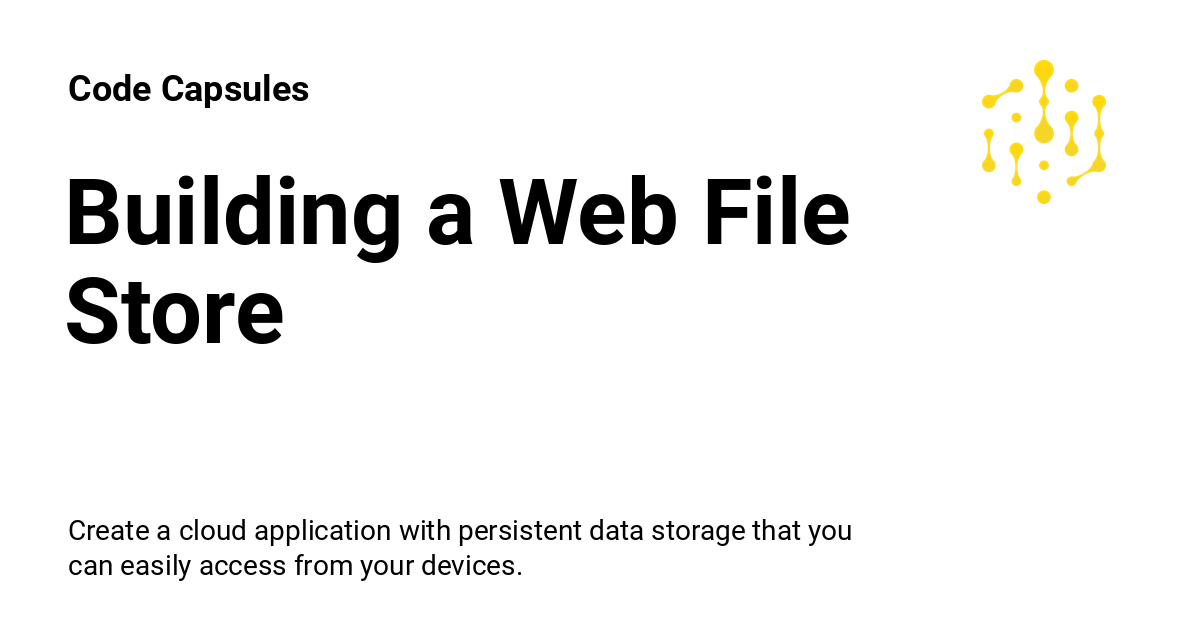 Code Capsules
Building a Web File
Store
Create a cloud application with persistent data storage that you
can easily access from your devices.